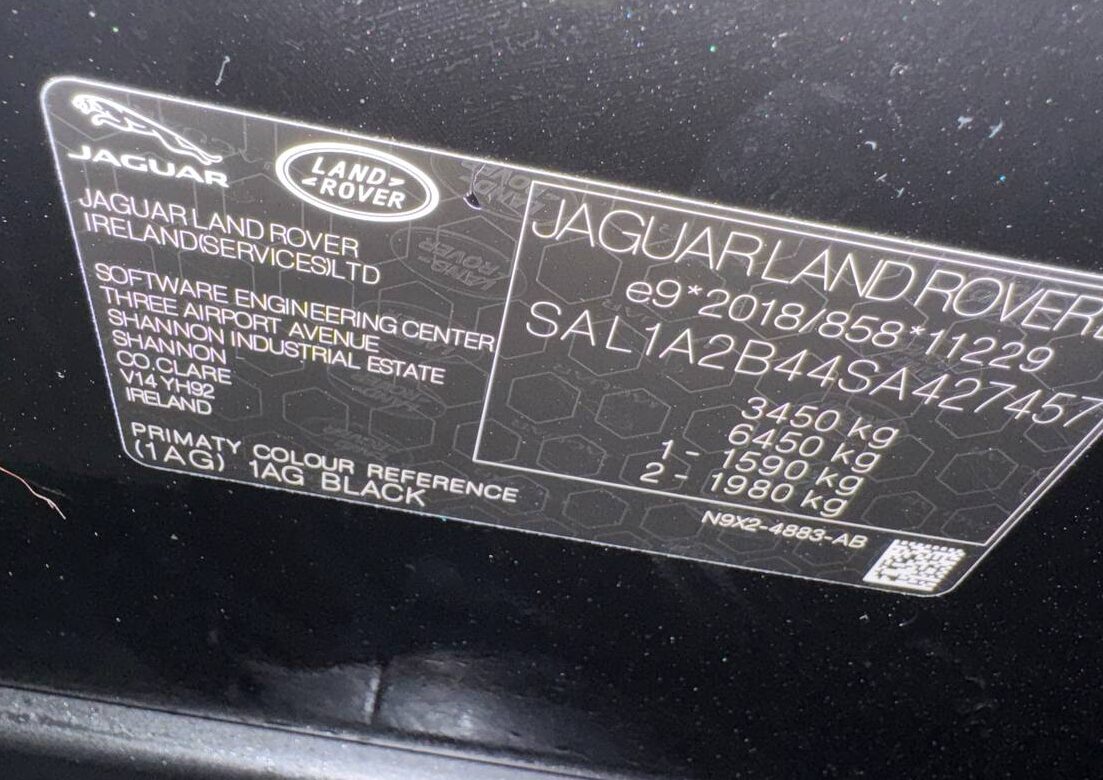 JAGUAR
LAND
ROVER
JAGUAR LAND ROVER
IRELAND(SERVICES)LTD
SOFTWARE ENGINEERING CENTER
THREE AIRPORT AVENUE
SHANNON INDUSTRIAL ESTATE
SHANNON
CO.CLARE
V14 YH92
IRELAND
PRIMATY COLOUR REFERENCE
(1AG) 1AG BLACK
JAGUAR LAND ROVER
e9*2018/858*11229
SAL1A2B44SA427457
3450 kg
6450 kg
1 - 1590 kg
2 - 1980 kg
N9X2-4883-AB